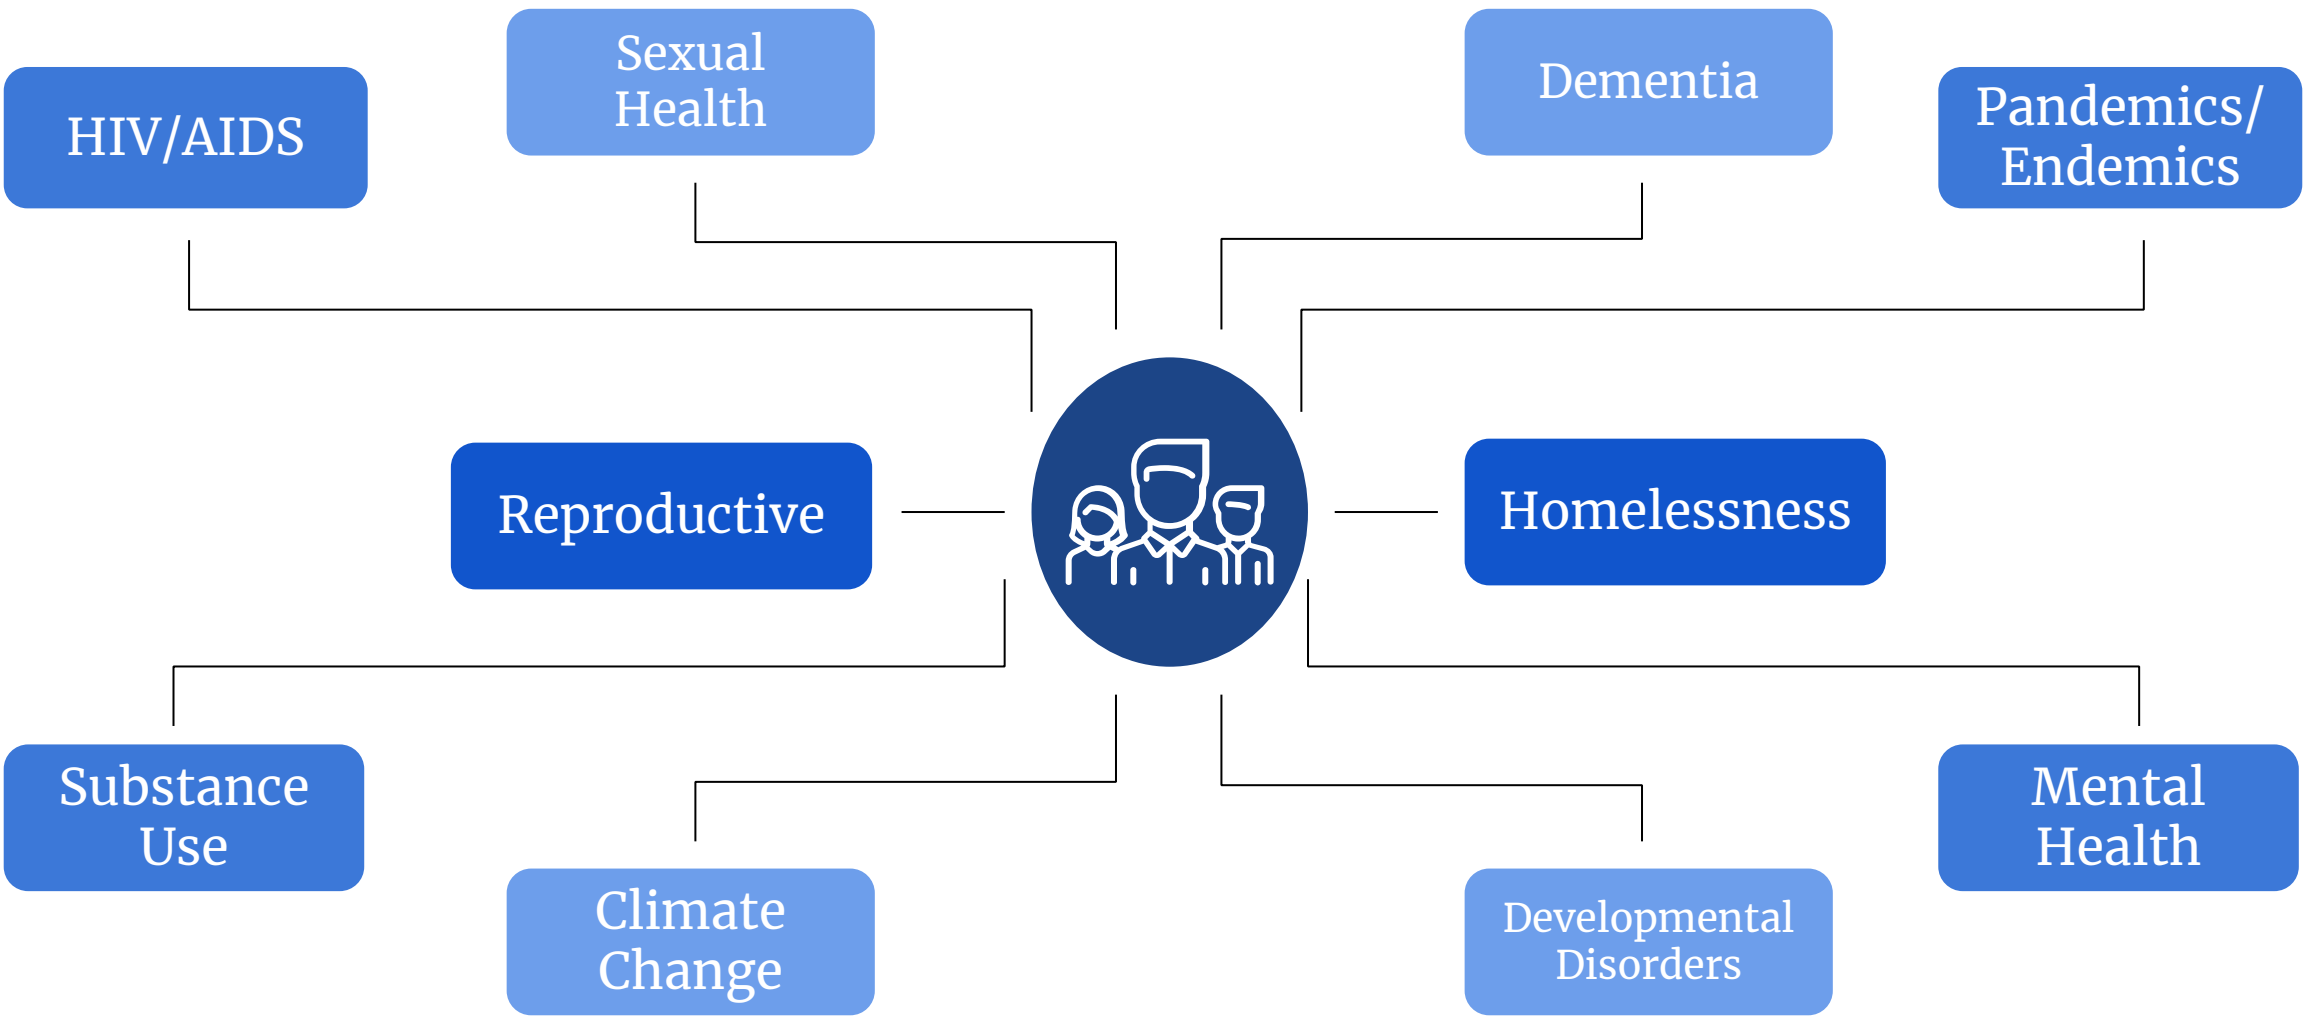 Sexual
Health
Dementia
HIV/AIDS
Pandemics/
Endemics
Reproductive
Homelessness
Substance
Use
Mental
Health
Climate
Change
Developmental
Disorders